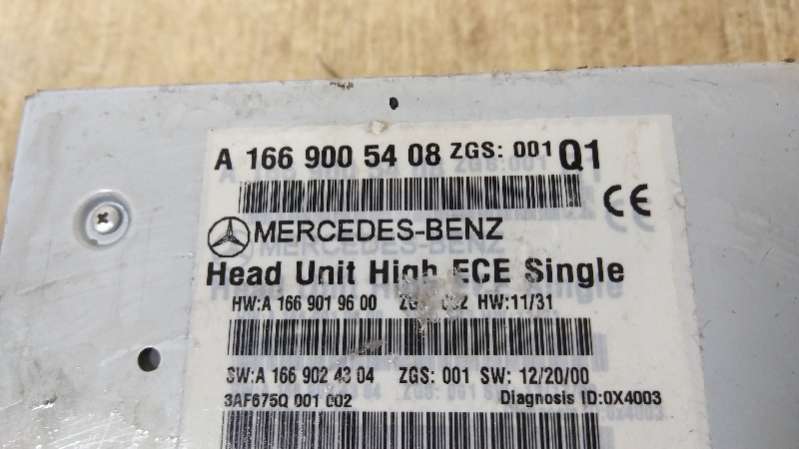 A 166 900 54 08 ZGS: 001 Q1
CE
MERCEDES-BENZ
Head Unit High ECE Single
HW:A 166 901 96 00 HW:11/31
SW:A 166 902 43 04 ZGS: 001 SW: 12/20/00
3AF675Q 001 002 Diagnosis ID:0X4003